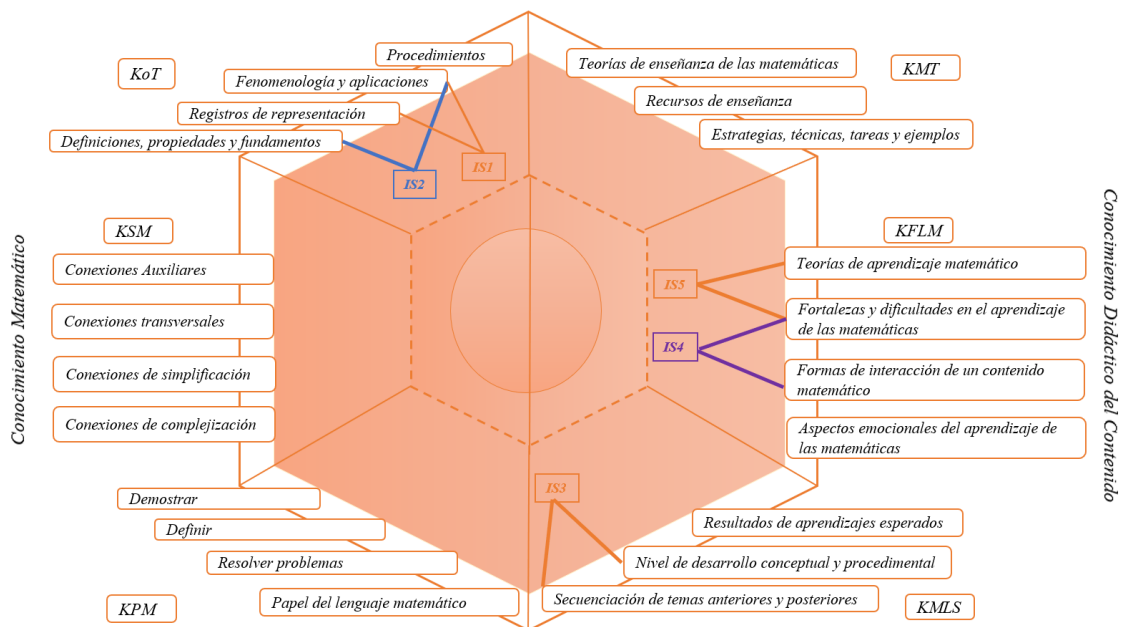 Procedimientos
KoT
Fenomenología y aplicaciones
Registros de representación
Definiciones, propiedades y fundamentos
IS1
IS2
Teorías de enseñanza de las matemáticas
KMT
Recursos de enseñanza
Estrategias, técnicas, tareas y ejemplos
Conocimiento Matemático
KSM
Conexiones Auxiliares
Conexiones transversales
Conexiones de simplificación
Conexiones de complejización
KFLM
IS5
Teorías de aprendizaje matemático
IS4
Fortalezas y dificultades en el aprendizaje
de las matemáticas
Formas de interacción de un contenido
matemático
Aspectos emocionales del aprendizaje de
las matemáticas
Conocimiento Didáctico del Contenido
Demostrar
Definir
Resolver problemas
Papel del lenguaje matemático
KPM
IS3
Resultados de aprendizajes esperados
Nivel de desarrollo conceptual y procedimental
Secuenciación de temas anteriores y posteriores
KMLS